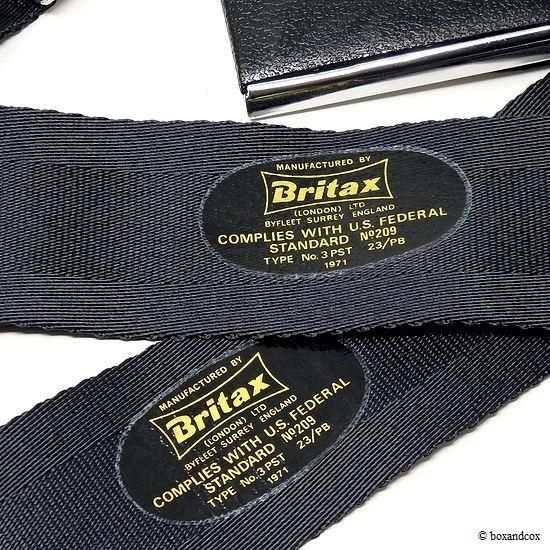 MANUFACTURED BY
Britax
(LONDON) LTD
BYFLEET SURREY ENGLAND
COMPLIES WITH U.S. FEDERAL
STANDARD Nº209
TYPE No. 3 PST 23/PB
1971
MANUFACTURED BY
Britax
(LONDON) LTD
BYFLEET SURREY ENGLAND
COMPLIES WITH U.S. FEDERAL
STANDARD Nº209
TYPE No. 3 PST 23/PB
1971
© boxandcox